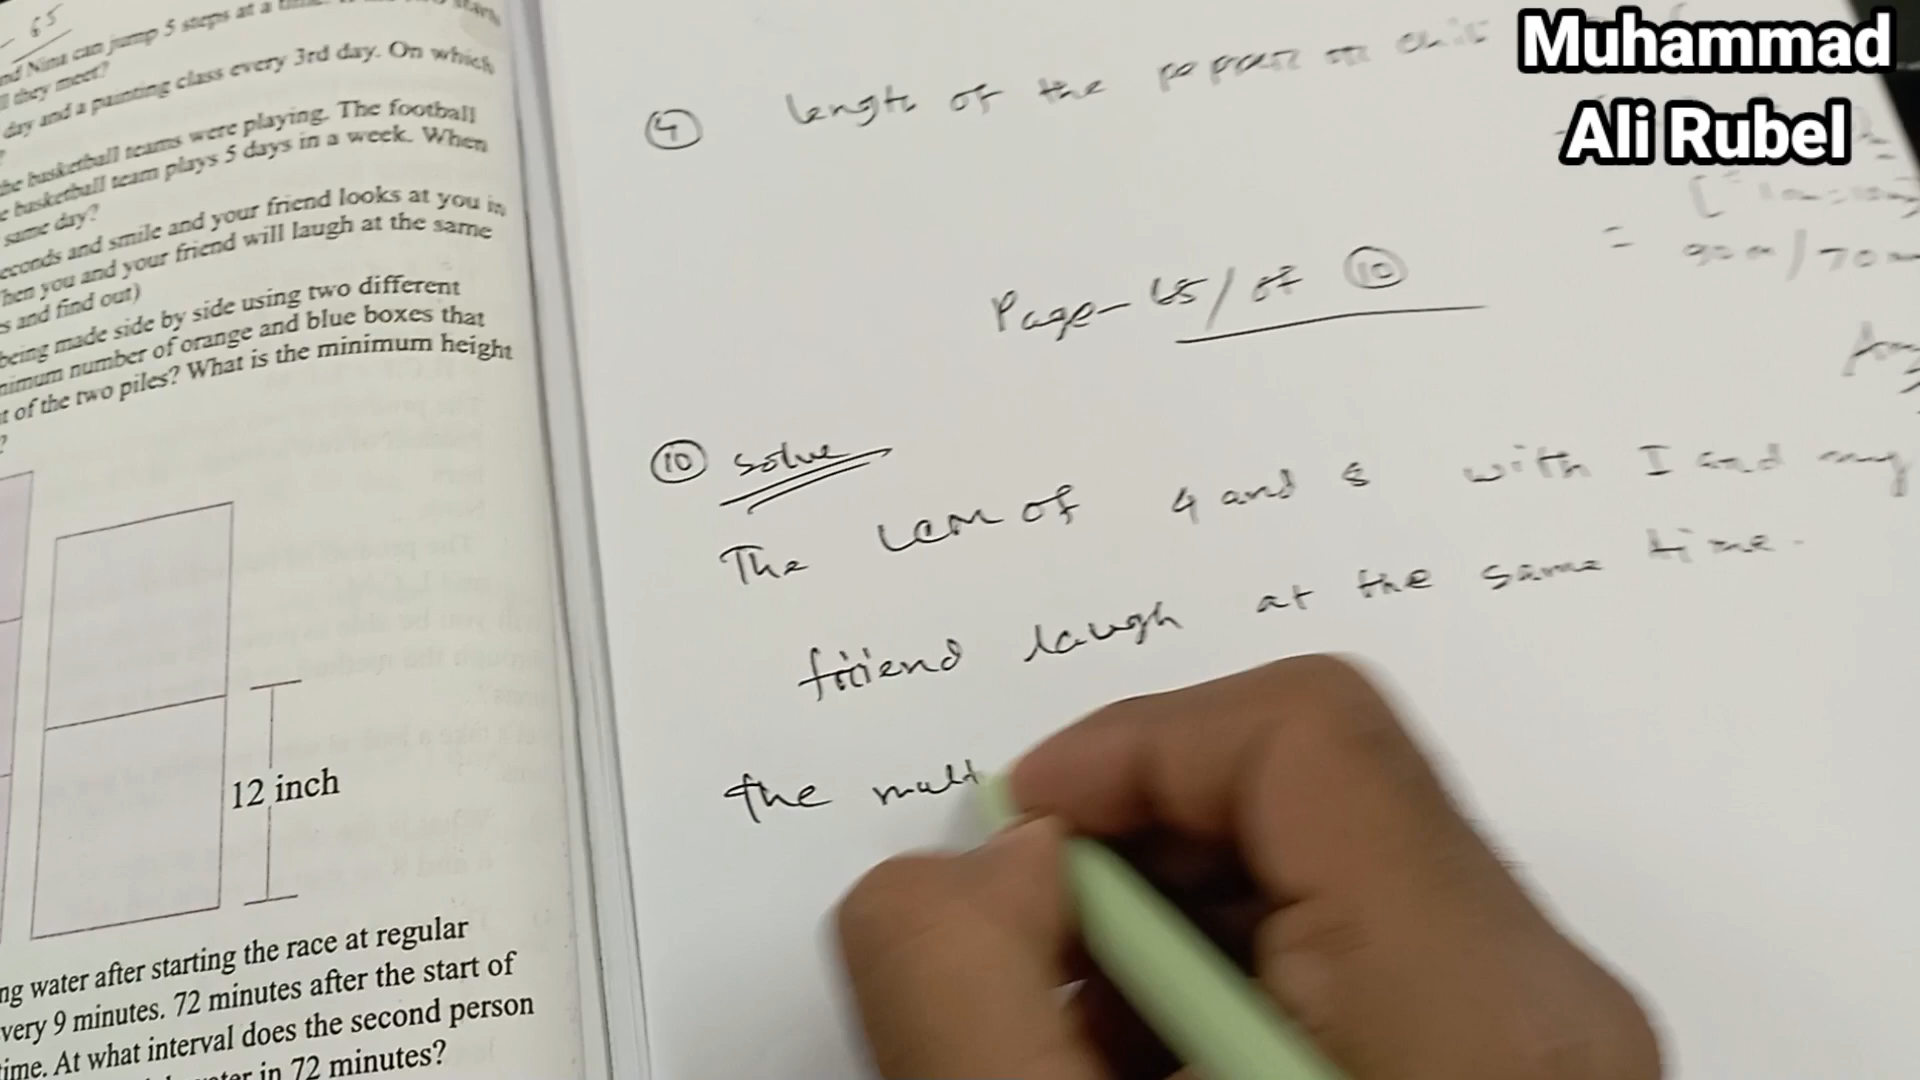 65
nd Nina can jump 5 steps at a
they meet?
day and a painting class every 3rd day. On which
the basketball teams were playing. The football
basketball team plays 5 days in a week. When
same day?
econds and smile and your friend looks at you in
hen you and your friend will laugh at the same
s and find out)
being made side by side using two different
nimum number of orange and blue boxes that
t of the two piles? What is the minimum height
?
12 inch
ng water after starting the race at regular
very 9 minutes. 72 minutes after the start of
ime. At what interval does the second person
in 72 minutes?
Muhammad
Ali Rubel
④ length of the
= 90m/70m
Page-65/ of ⑩
⑩ solve
The LCM of 4 and 8 with I and my
friend laugh at the same time.
the mult